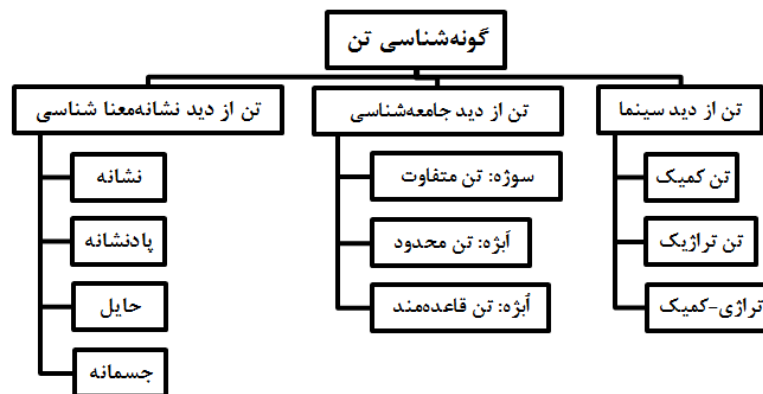 گونه‌شناسی تن
تن از دید سینما
تن از دید جامعه‌شناسی
تن از دید نشانه‌معنا شناسی
تن کمیک
تن تراژیک
تراژی-کمیک
سوژه: تن متفاوت
اَبژه: تن محدود
اُبژه: تن قاعده‌مند
نشانه
پادنشانه
حایل
جسمانه